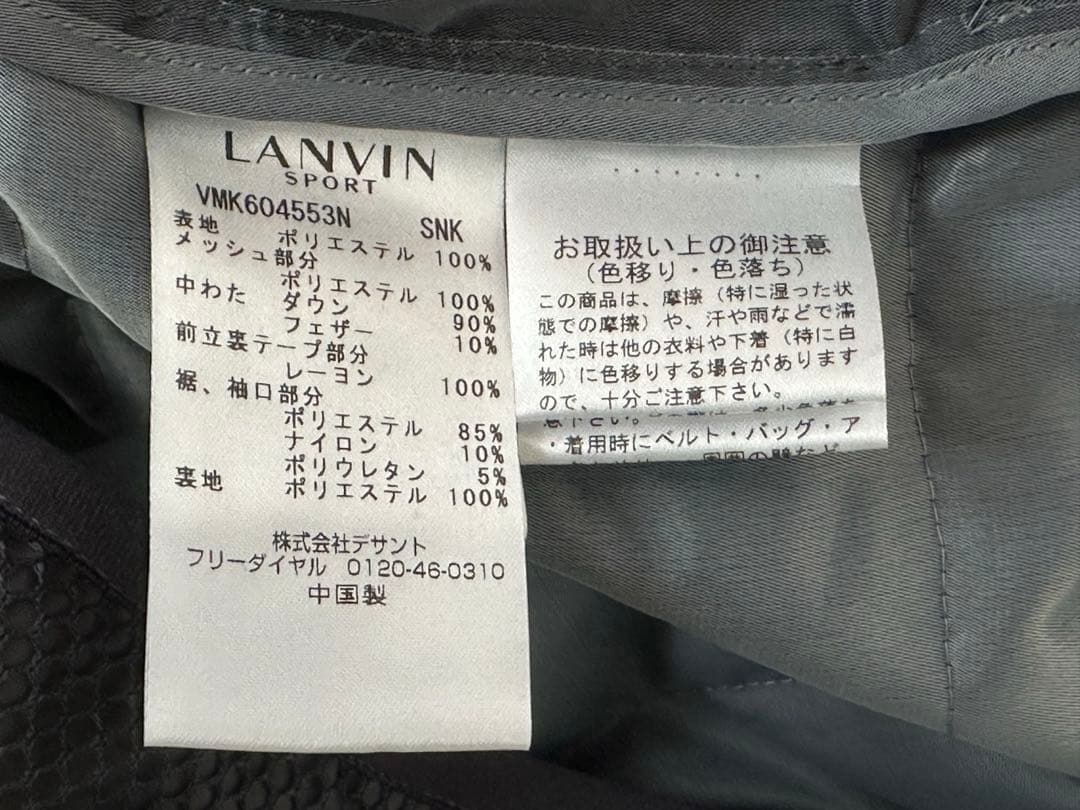 LANVIN
SPORT
VMK604553N SNK
表地 ポリエステル 100%
メッシュ部分
ポリエステル 100%
中わた ダウン 90%
フェザー 10%
前立裏テープ部分
レーヨン 100%
裾、袖口部分
ポリエステル 85%
ナイロン 10%
ポリウレタン 5%
裏地 ポリエステル 100%
株式会社デサント
フリーダイヤル 0120-46-0310
中国製
お取扱い上の御注意
(色移り・色落ち)
この商品は、摩擦(特に湿った状
態での摩擦)や、汗や雨などで濡
れた時は他の衣料や下着(特に白
物)に色移りする場合があります
ので、十分ご注意下さい。
・着用時にベルト・バッグ・ア